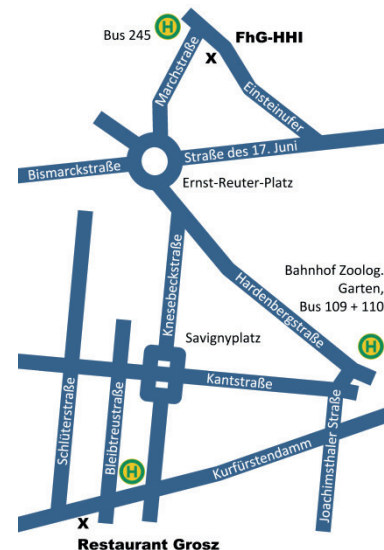 Bus 245
H
FhG-HHI
X
Marchstraße
Einsteinufer
Straße des 17. Juni
Bismarckstraße
Ernst-Reuter-Platz
Knesebeckstraße
Hardenbergstraße
Bahnhof Zoolog.
Garten,
Bus 109 + 110
H
Savignyplatz
Kantstraße
Schlüterstraße
Bleibtreustraße
Joachimsthaler Straße
H
Kurfürstendamm
X
Restaurant Grosz